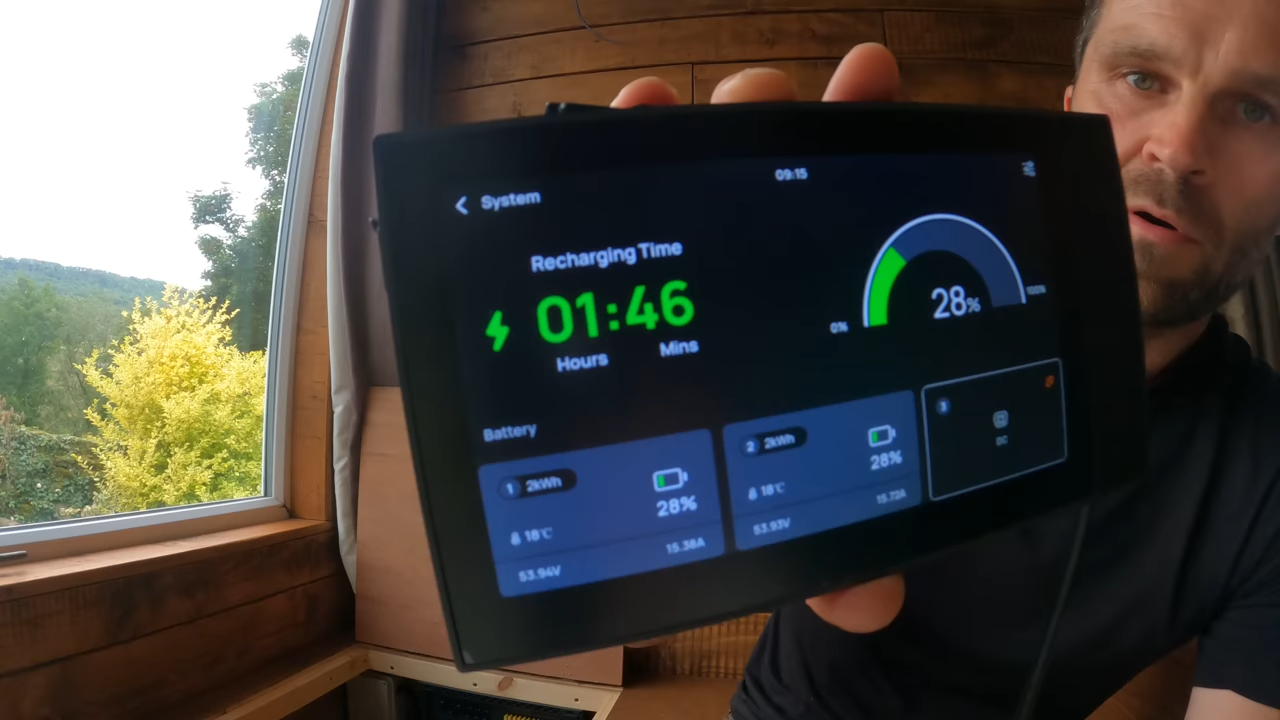 09:15
System
Recharging Time
01:46
Hours Mins
28%
0% 100%
Battery
1 2kWh
28%
18°C
53.94V 15.38A
2 2kWh
28%
18°C
53.93V 15.72A
3
DC